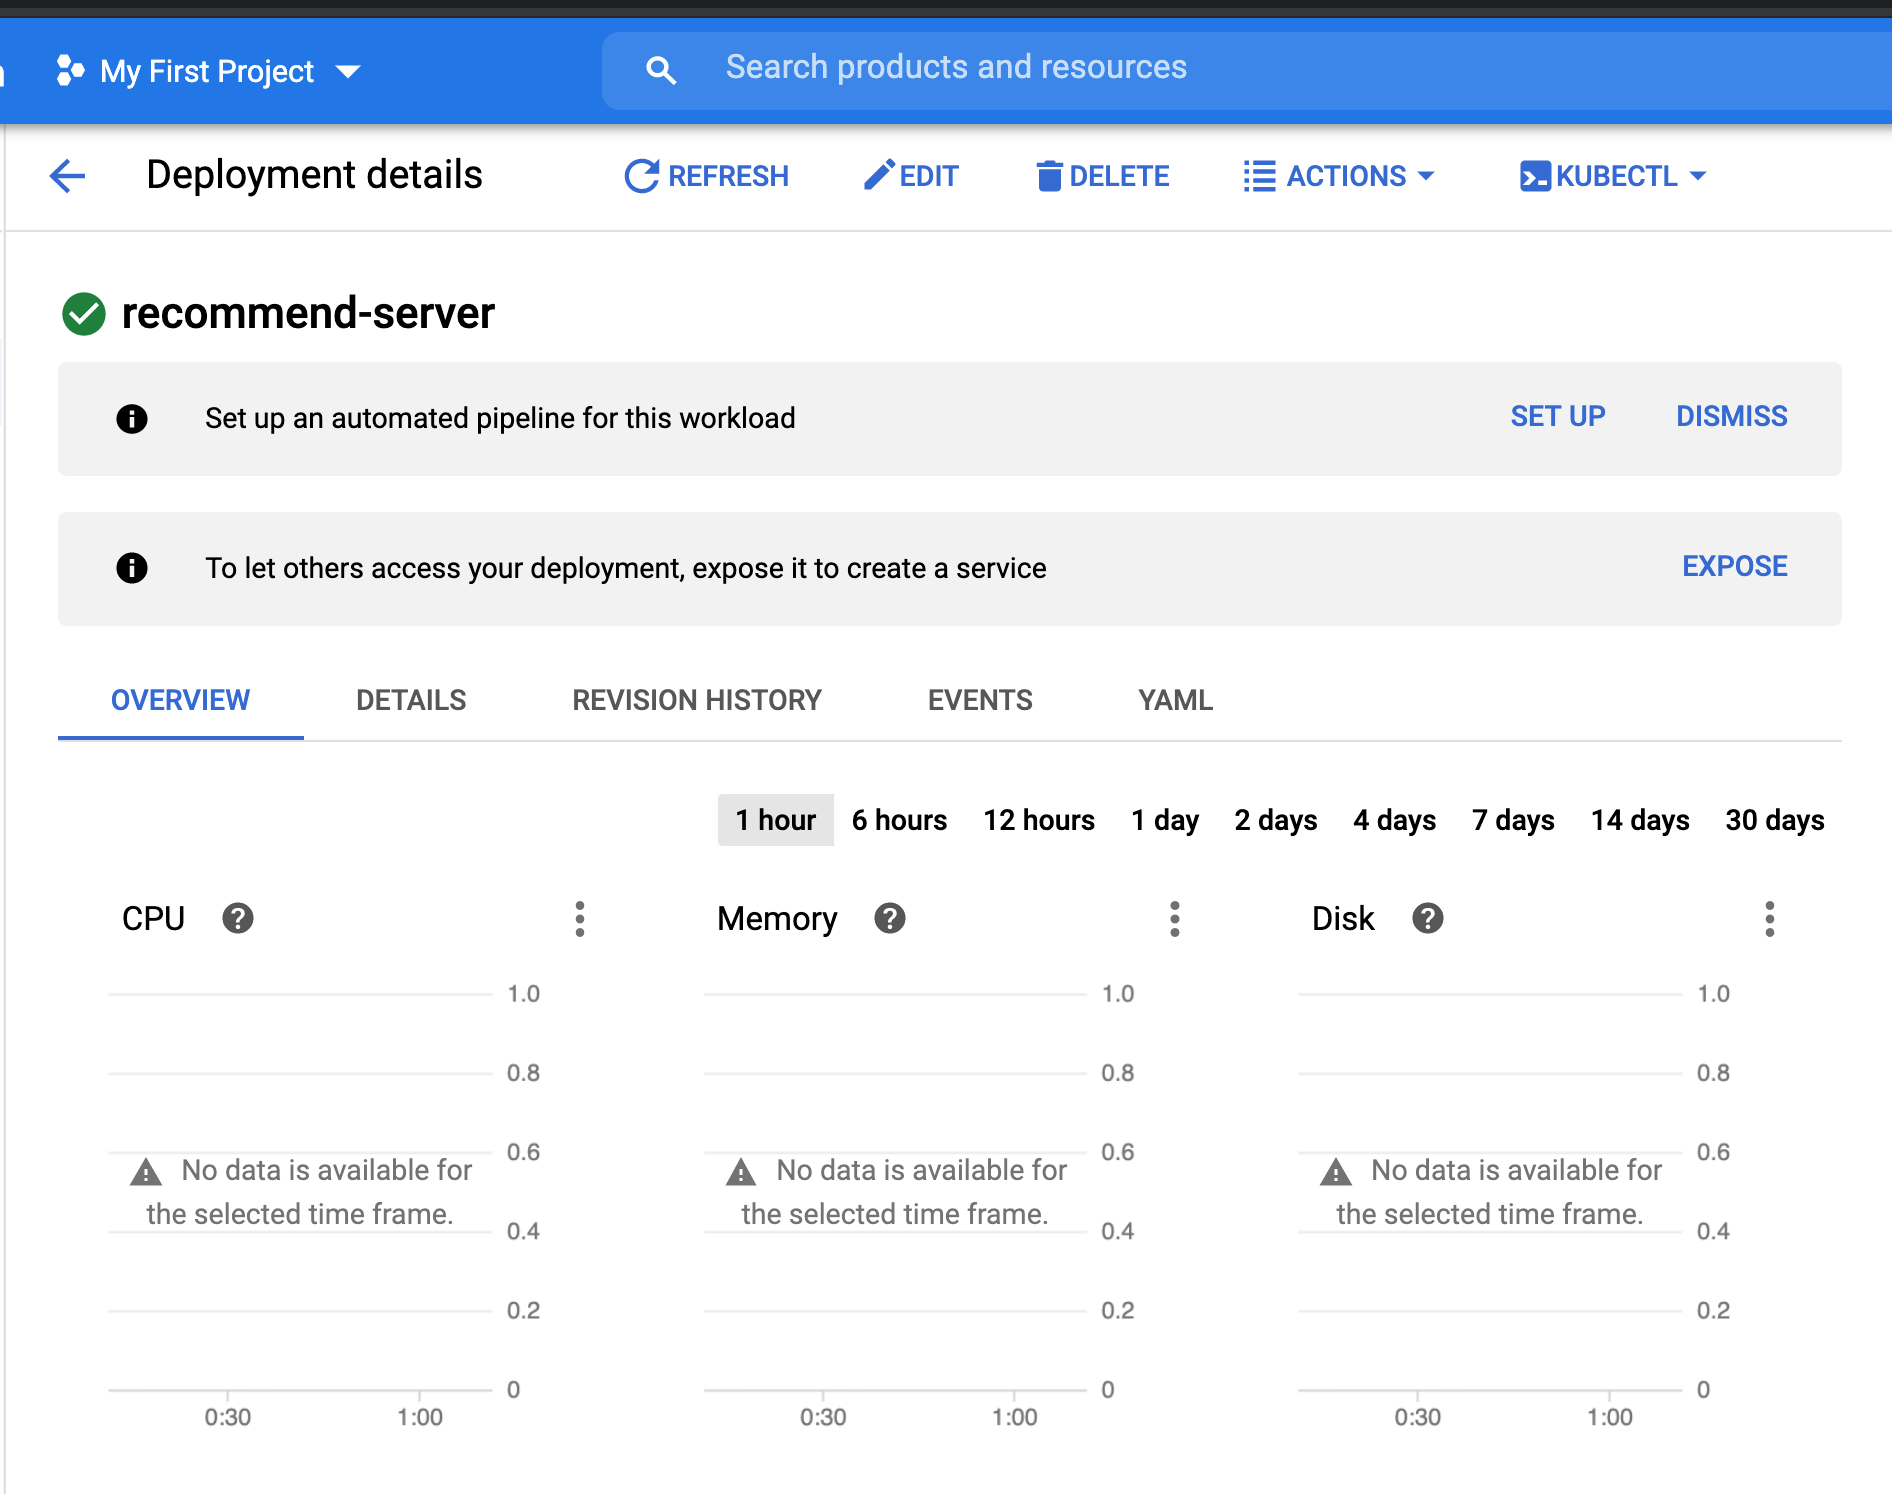 My First Project
Search products and resources
Deployment details
REFRESH
EDIT
DELETE
ACTIONS
KUBECTL
recommend-server
Set up an automated pipeline for this workload
SET UP
DISMISS
To let others access your deployment, expose it to create a service
EXPOSE
OVERVIEW
DETAILS
REVISION HISTORY
EVENTS
YAML
1 hour
6 hours
12 hours
1 day
2 days
4 days
7 days
14 days
30 days
CPU
1.0
0.8
0.6
No data is available for
the selected time frame.
0.4
0.2
0
0:30
1:00
Memory
1.0
0.8
0.6
No data is available for
the selected time frame.
0.4
0.2
0
0:30
1:00
Disk
1.0
0.8
0.6
No data is available for
the selected time frame.
0.4
0.2
0
0:30
1:00